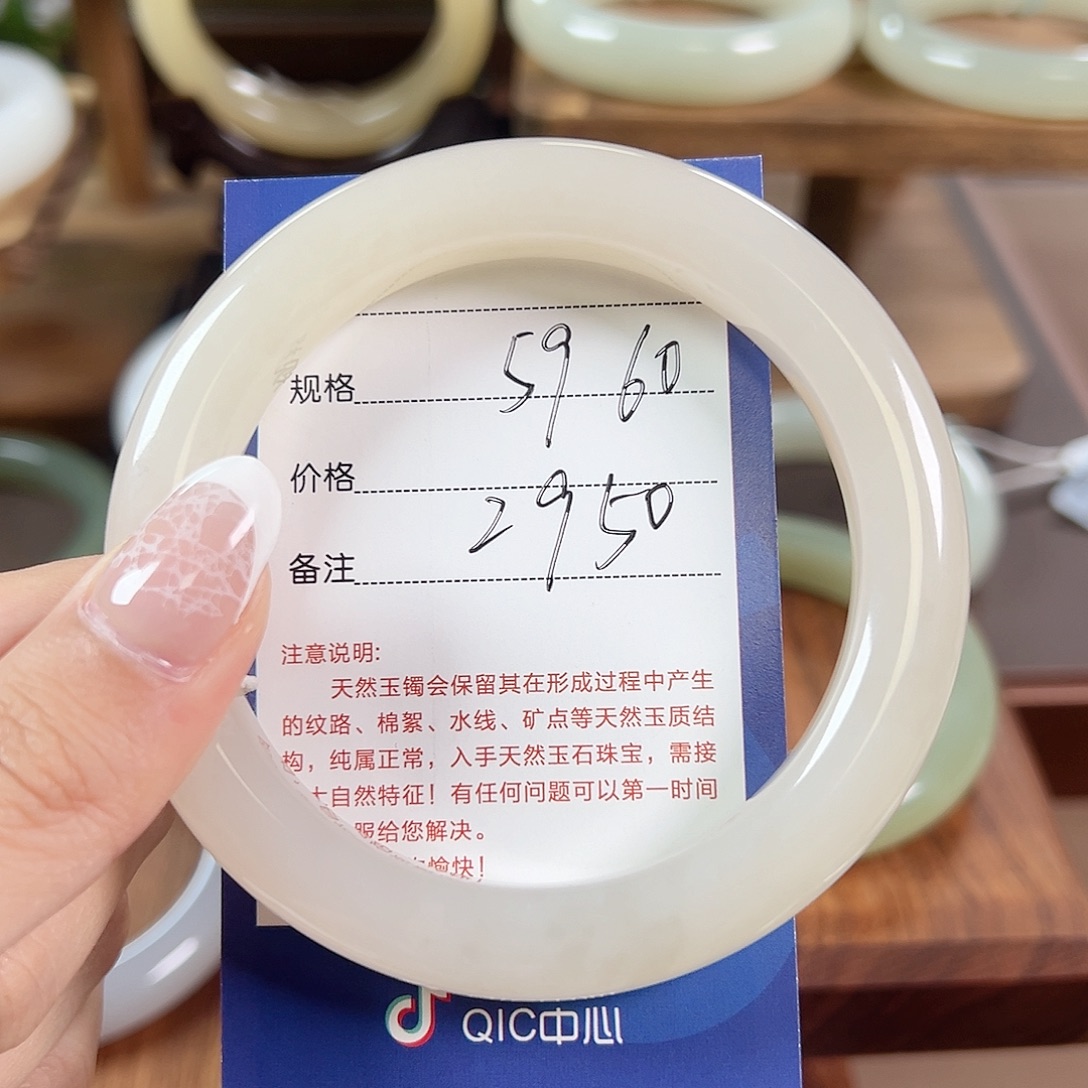 规格 59 60
价格 2950
备注
注意说明:
天然玉镯会保留其在形成过程中产生
的纹路、棉絮、水线、矿点等天然玉质结
构，纯属正常，入手天然玉石珠宝，需接
自然特征！有任何问题可以第一时间
服给您解决。
愉快！
QIC中心